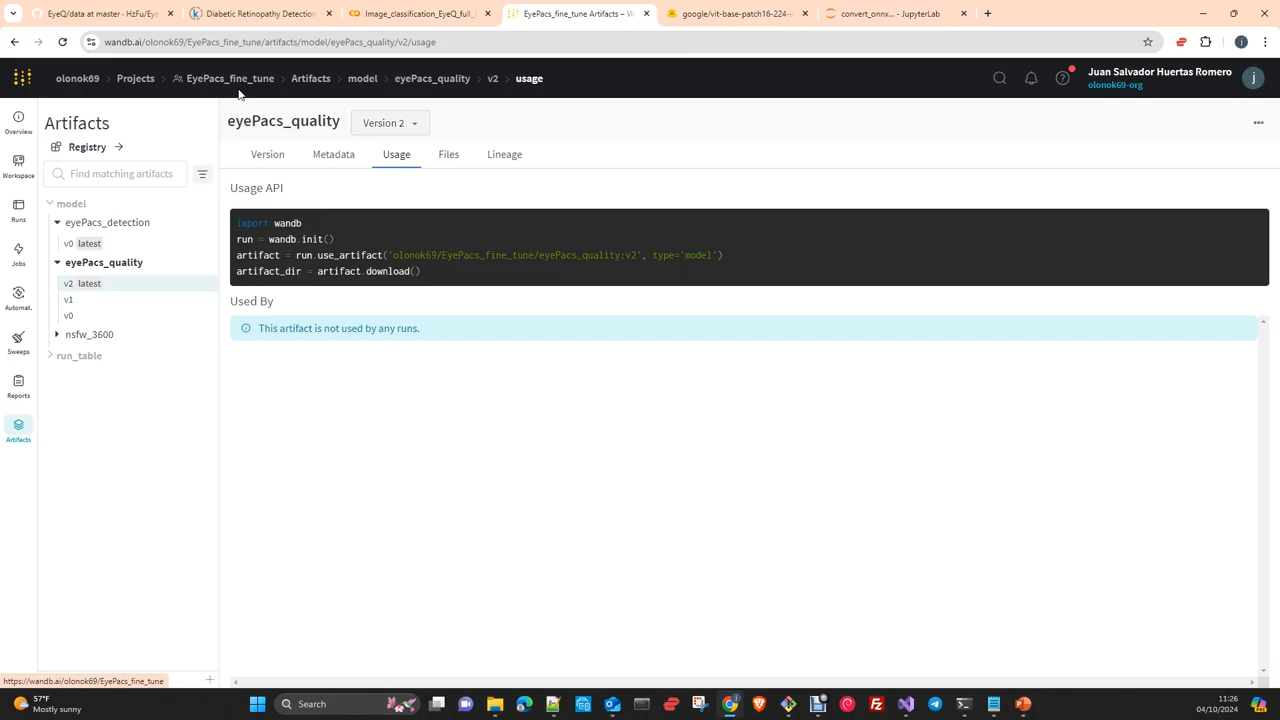 EyeQ/data at master · HzFu/Eye
Diabetic Retinopathy Detection
Image_classification_EyeQ_full_
EyePacs_fine_tune Artifacts – W
google/vit-base-patch16-224-i
convert_onnx... - JupyterLab
wandb.ai/olonok69/EyePacs_fine_tune/artifacts/model/eyePacs_quality/v2/usage
olonok69 > Projects > EyePacs_fine_tune > Artifacts > model > eyePacs_quality > v2 > usage
Juan Salvador Huertas Romero
olonok69-org
j
Overview
Workspace
Runs
Jobs
Automat.
Sweeps
Reports
Artifacts
Artifacts
Registry
Find matching artifacts
model
eyePacs_detection
v0 latest
eyePacs_quality
v2 latest
v1
v0
nsfw_3600
run_table
eyePacs_quality
Version 2
Version
Metadata
Usage
Files
Lineage
Usage API
import wandb
run = wandb.init()
artifact = run.use_artifact('olonok69/EyePacs_fine_tune/eyePacs_quality:v2', type='model')
artifact_dir = artifact.download()
Used By
This artifact is not used by any runs.
https://wandb.ai/olonok69/EyePacs_fine_tune
57°F
Mostly sunny
Search
11:26
04/10/2024